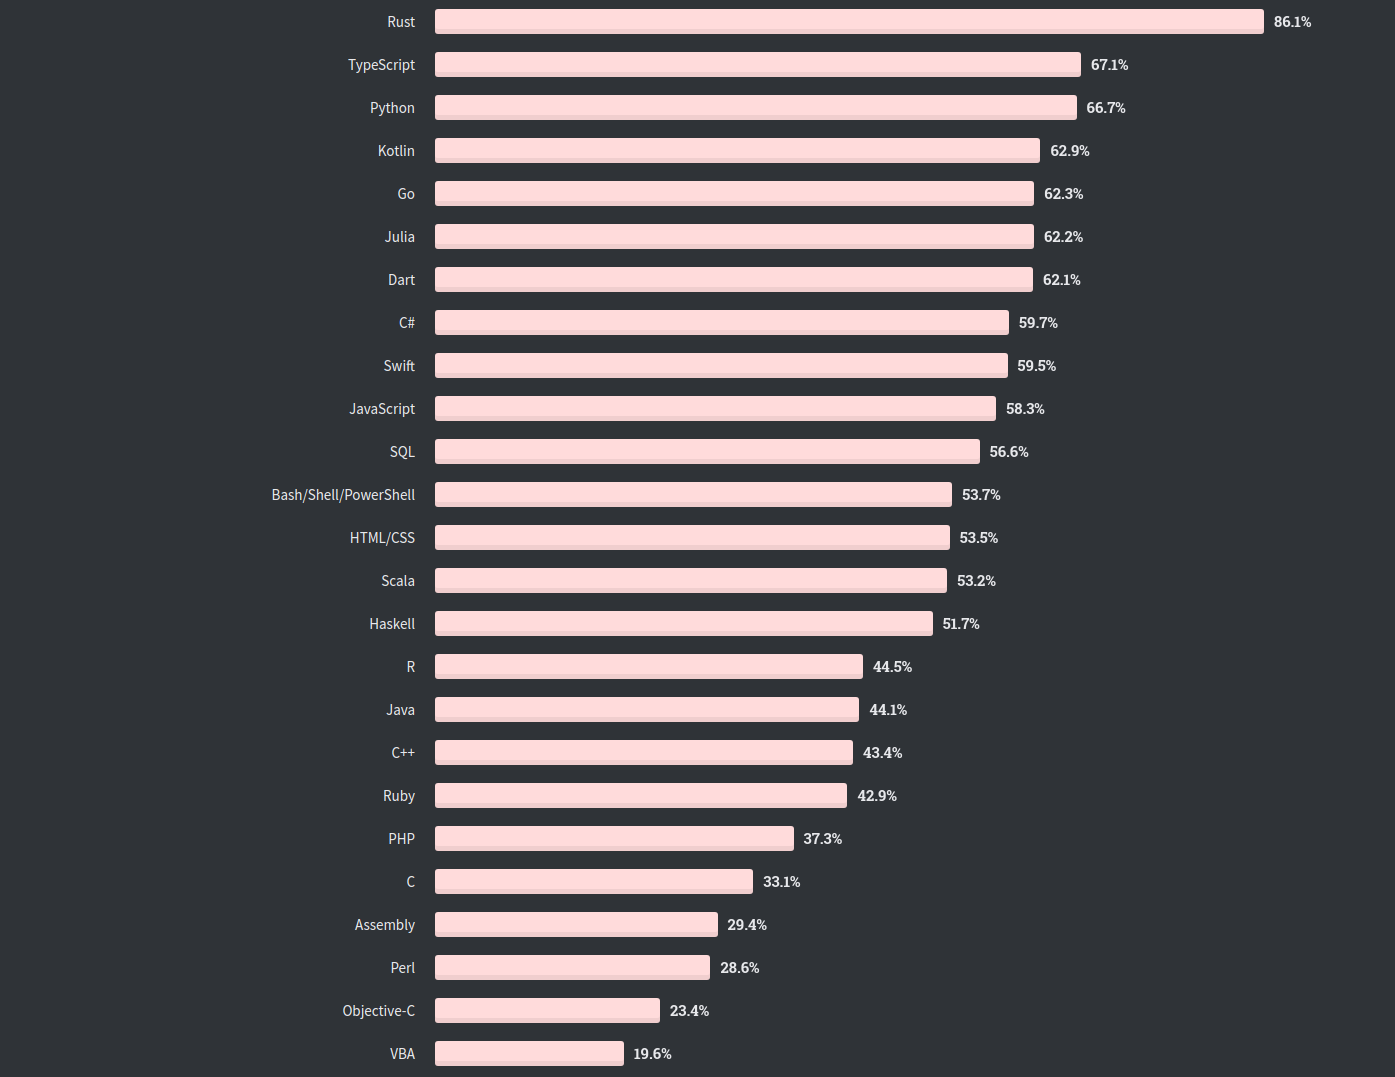 Rust 86.1%
TypeScript 67.1%
Python 66.7%
Kotlin 62.9%
Go 62.3%
Julia 62.2%
Dart 62.1%
C# 59.7%
Swift 59.5%
JavaScript 58.3%
SQL 56.6%
Bash/Shell/PowerShell 53.7%
HTML/CSS 53.5%
Scala 53.2%
Haskell 51.7%
R 44.5%
Java 44.1%
C++ 43.4%
Ruby 42.9%
PHP 37.3%
C 33.1%
Assembly 29.4%
Perl 28.6%
Objective-C 23.4%
VBA 19.6%